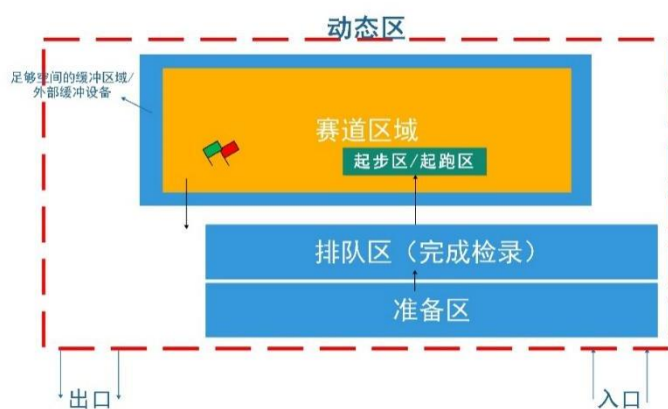 动态区
足够空间的缓冲区域/
外部缓冲设备
赛道区域
起步区/起跑区
排队区（完成检录）
准备区
出口
入口